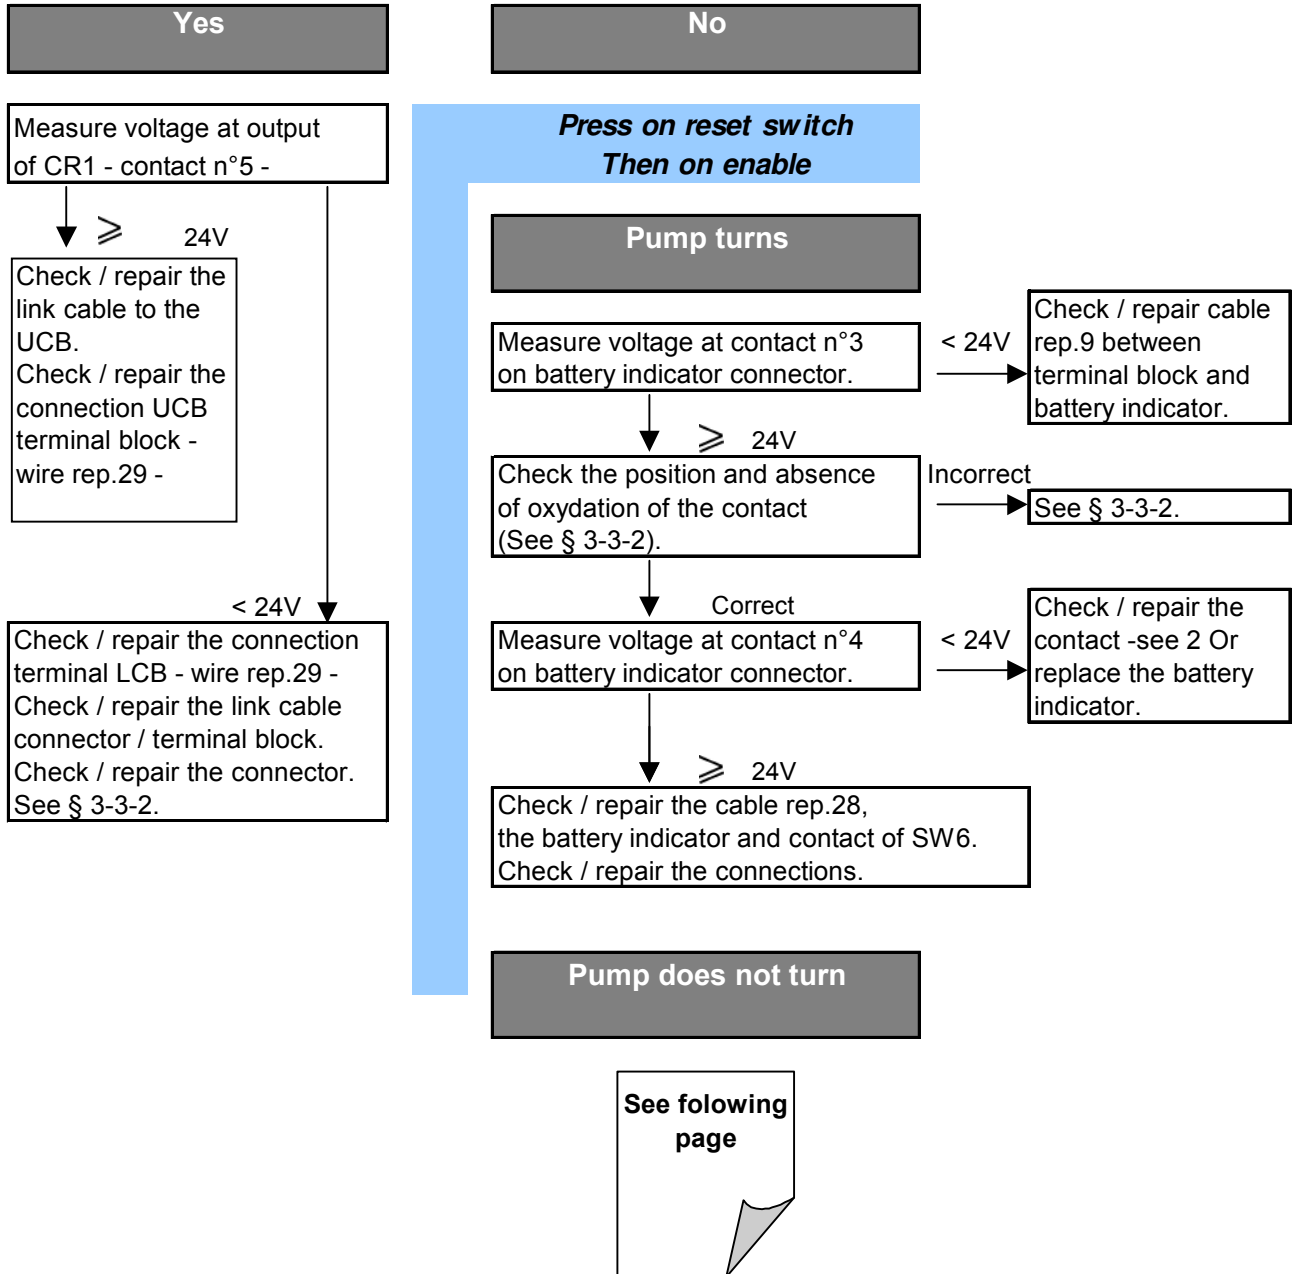 Yes
No
Measure voltage at output
of CR1 - contact n°5 -
Press on reset switch
Then on enable
⩾ 24V
Check / repair the
link cable to the
UCB.
Check / repair the
connection UCB
terminal block -
wire rep.29 -
< 24V
Check / repair the connection
terminal LCB - wire rep.29 -
Check / repair the link cable
connector / terminal block.
Check / repair the connector.
See § 3-3-2.
Pump turns
Measure voltage at contact n°3
on battery indicator connector.
< 24V
Check / repair cable
rep.9 between
terminal block and
battery indicator.
⩾ 24V
Check the position and absence
of oxydation of the contact
(See § 3-3-2).
Incorrect
See § 3-3-2.
Correct
Measure voltage at contact n°4
on battery indicator connector.
< 24V
Check / repair the
contact -see 2 Or
replace the battery
indicator.
⩾ 24V
Check / repair the cable rep.28,
the battery indicator and contact of SW6.
Check / repair the connections.
Pump does not turn
See folowing
page